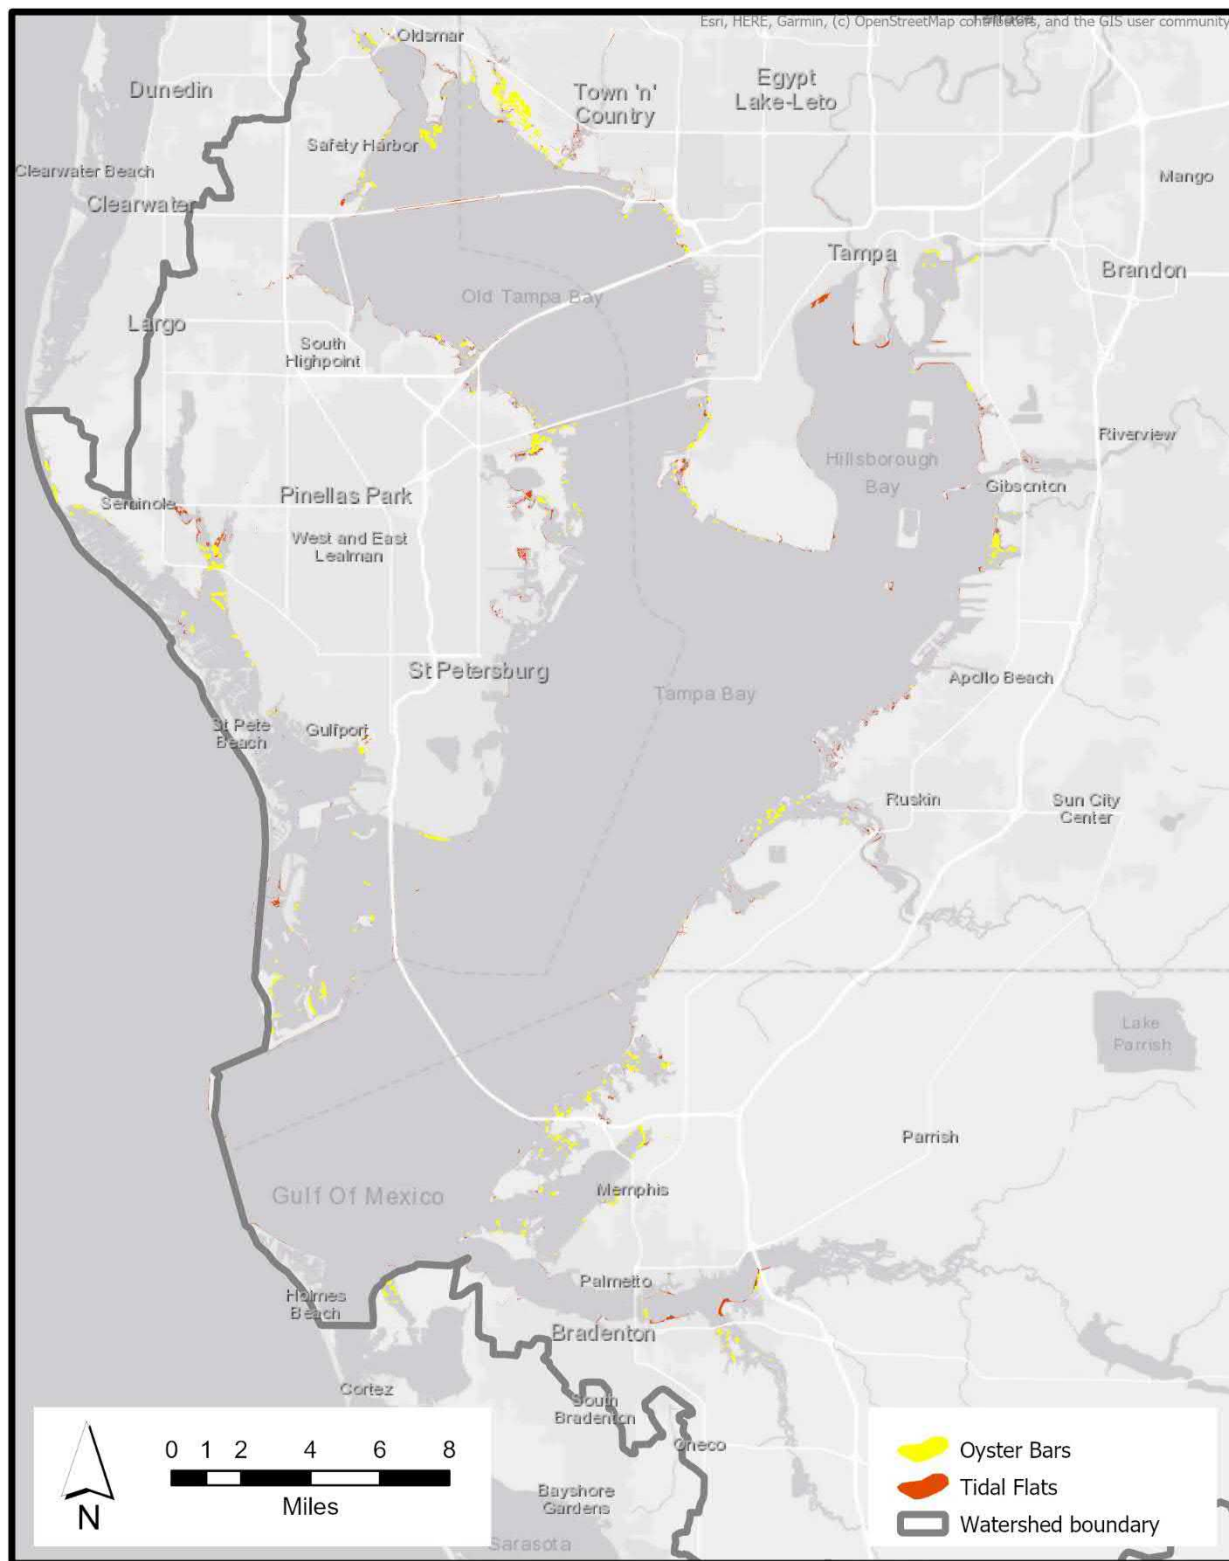 Esri, HERE, Garmin, (c) OpenStreetMap contributors, and the GIS user community
Terrace
Oldsmar
Dunedin
Egypt
Lake-Leto
Town 'n'
Country
Safety Harbor
Clearwater Beach
Mango
Clearwater
Tampa
Brandon
Old Tampa Bay
Largo
South
Highpoint
Riverview
Hillsborough
Bay
Gibsonton
Seminole
Pinellas Park
West and East
Lealman
St Petersburg
Apollo Beach
Tampa Bay
St Pete
Beach
Gulfport
Ruskin
Sun City
Center
Lake
Parrish
Parrish
Memphis
Gulf Of Mexico
Palmetto
Holmes
Beach
Bradenton
Cortez
South
Bradenton
Oneco
Bayshore
Gardens
Sarasota
N
0 1 2 4 6 8
Miles
Oyster Bars
Tidal Flats
Watershed boundary